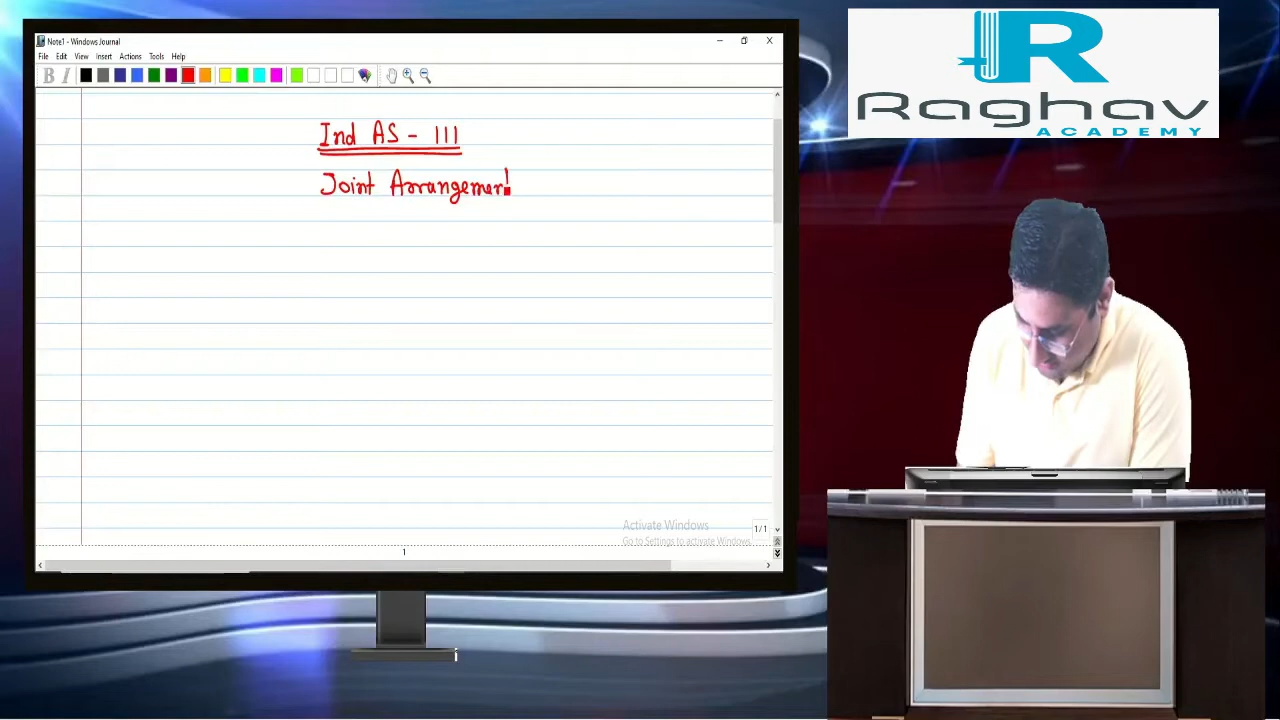 Note1 - Windows Journal
File Edit View Insert Actions Tools Help
B I
Ind AS - 111
Joint Arrangement
Activate Windows
Go to Settings to activate Windows.
1/1
1
R
Raghav
ACADEMY